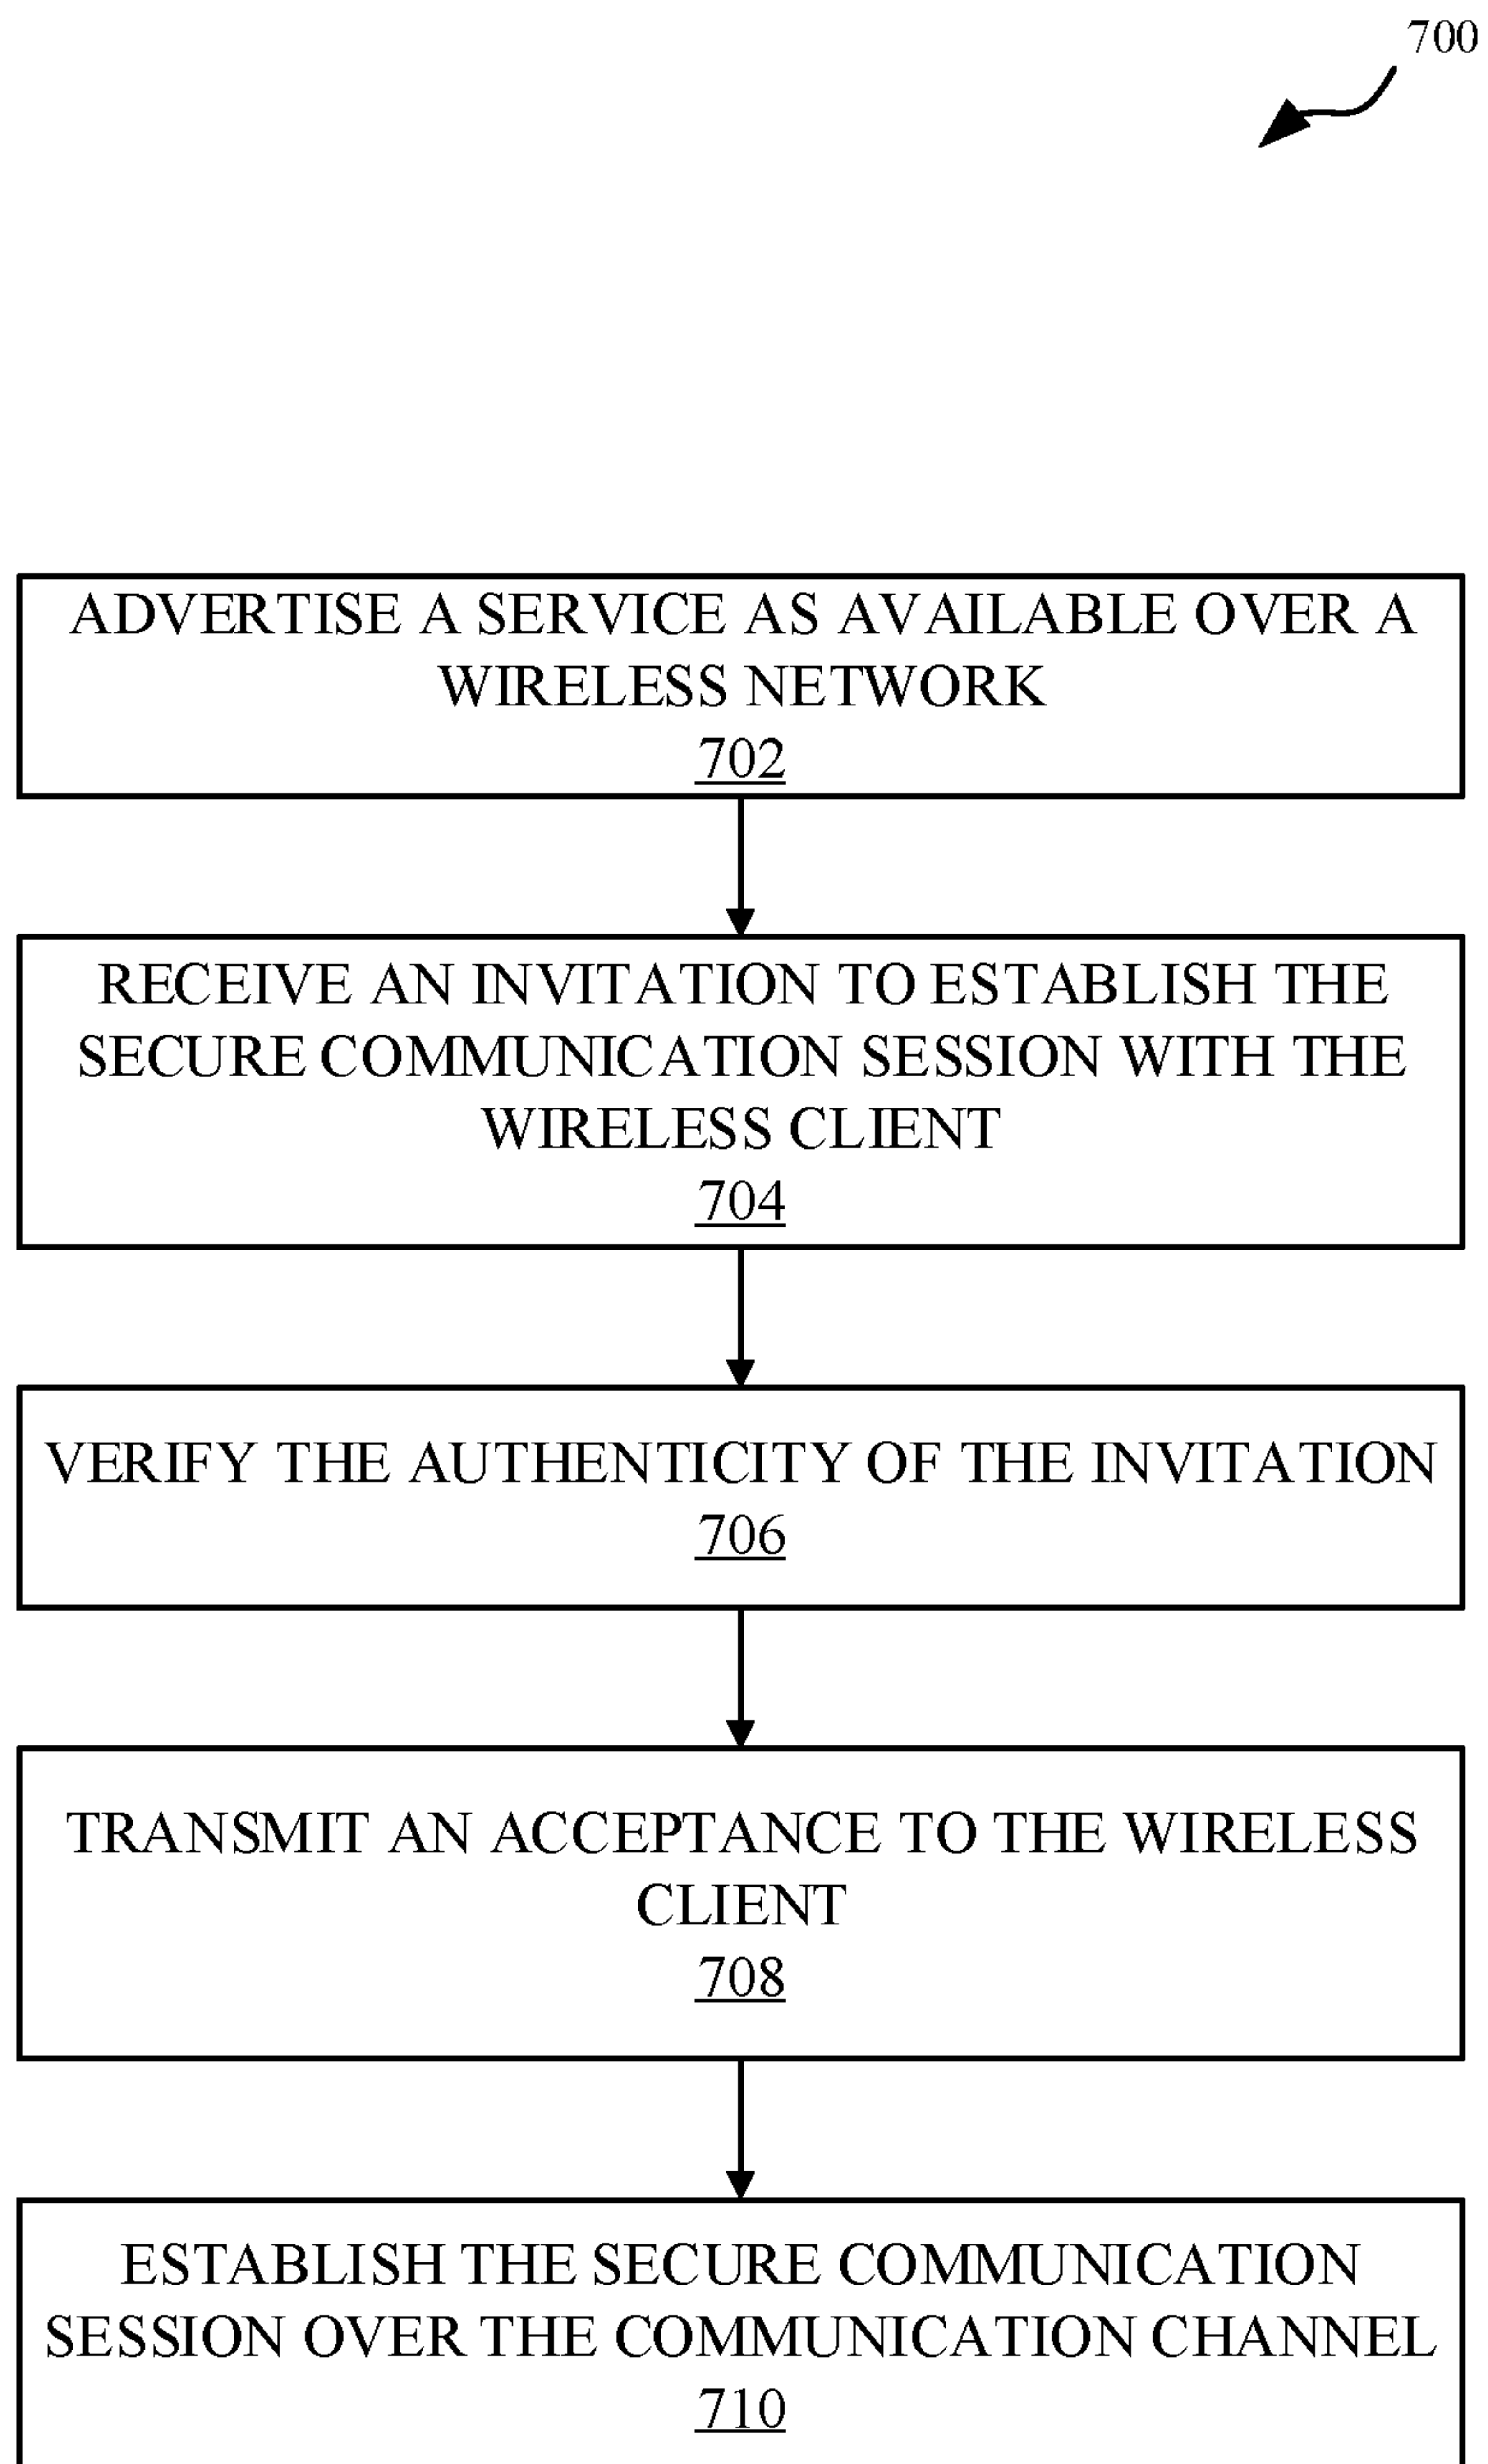 700
ADVERTISE A SERVICE AS AVAILABLE OVER A
WIRELESS NETWORK
702
RECEIVE AN INVITATION TO ESTABLISH THE
SECURE COMMUNICATION SESSION WITH THE
WIRELESS CLIENT
704
VERIFY THE AUTHENTICITY OF THE INVITATION
706
TRANSMIT AN ACCEPTANCE TO THE WIRELESS
CLIENT
708
ESTABLISH THE SECURE COMMUNICATION
SESSION OVER THE COMMUNICATION CHANNEL
710